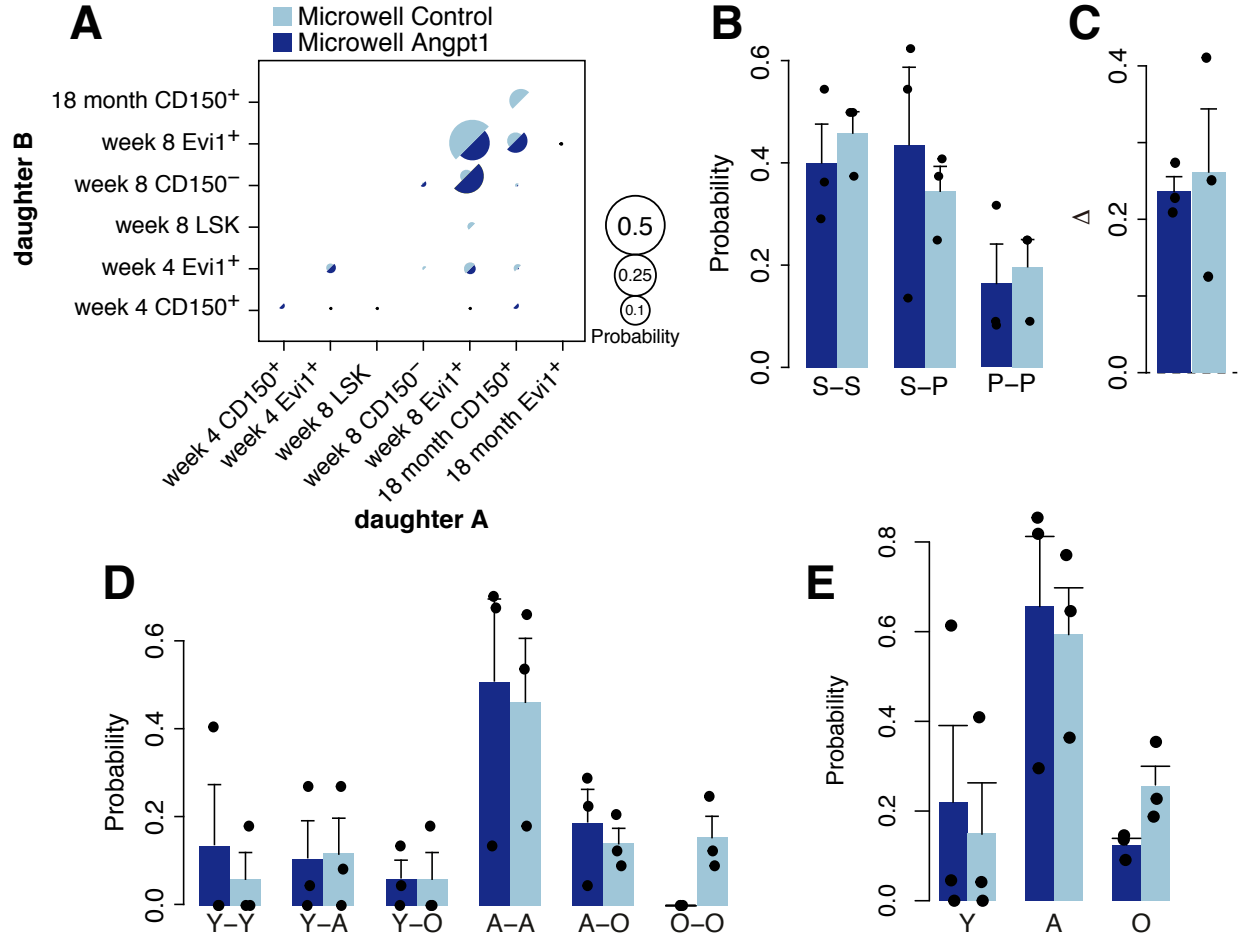 A
Microwell Control
Microwell Angpt1
daughter B
18 month CD150+
week 8 Evi1+
week 8 CD150−
week 8 LSK
week 4 Evi1+
week 4 CD150+
0.5
0.25
0.1
Probability
week 4 CD150+
week 4 Evi1+
week 8 LSK
week 8 CD150−
week 8 Evi1+
18 month CD150+
18 month Evi1+
daughter A
B
Probability
0.6
0.4
0.2
0.0
S–S
S–P
P–P
C
Δ
0.4
0.2
0.0
D
Probability
0.6
0.4
0.2
0.0
Y–Y
Y–A
Y–O
A–A
A–O
O–O
E
Probability
0.8
0.6
0.4
0.2
0.0
Y
A
O